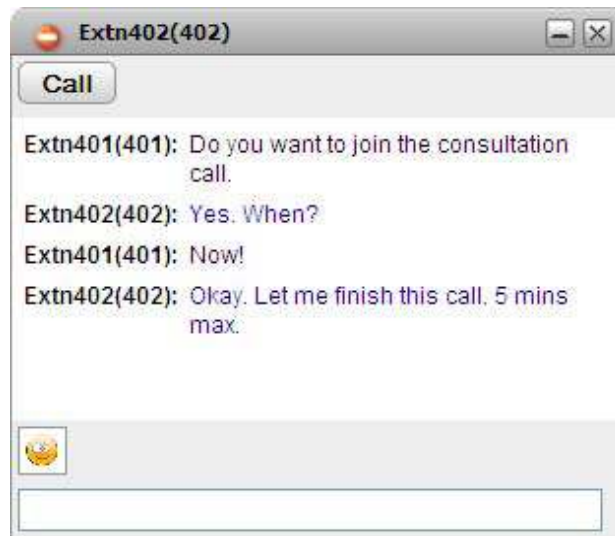 Extn402(402)
Call
Extn401(401): Do you want to join the consultation
call.
Extn402(402): Yes. When?
Extn401(401): Now!
Extn402(402): Okay. Let me finish this call. 5 mins
max.